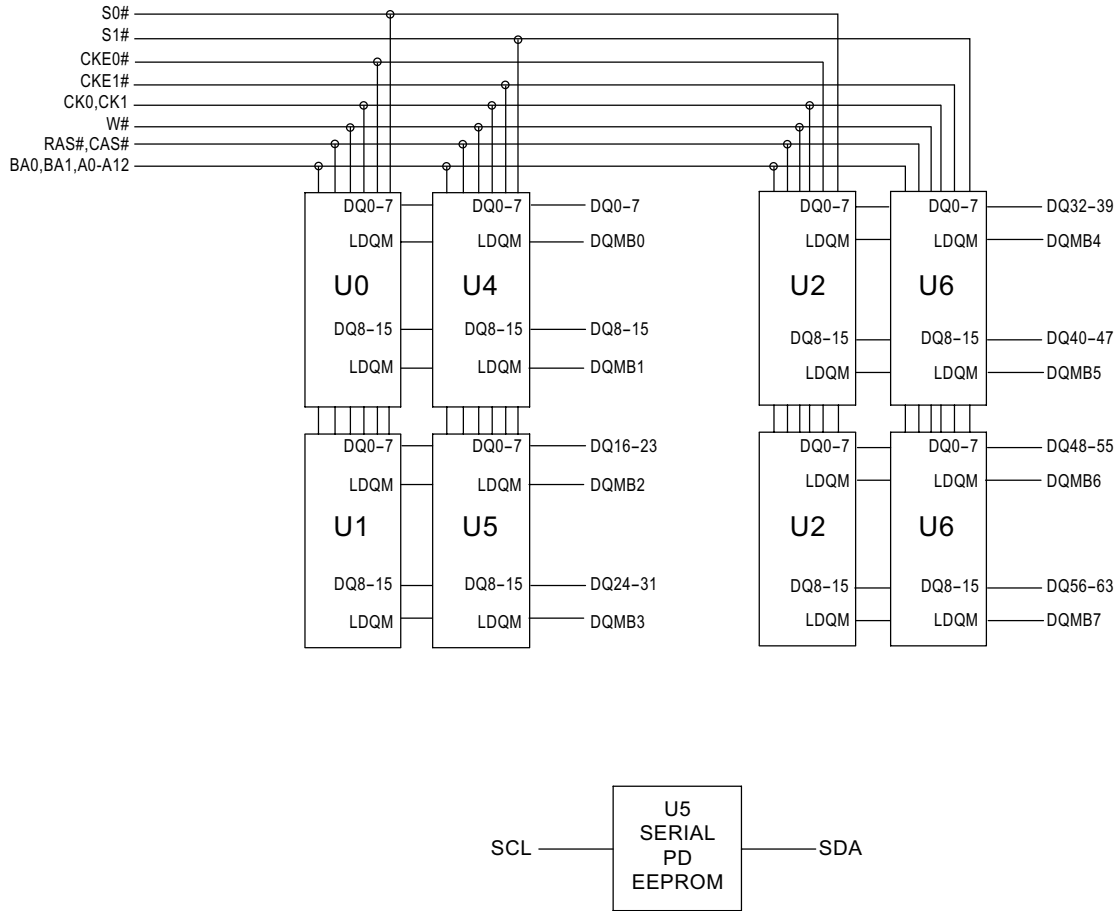 S0#
S1#
CKE0#
CKE1#
CK0,CK1
W#
RAS#,CAS#
BA0,BA1,A0-A12
DQ0-7 DQ0-7 DQ0-7 DQ0-7 DQ0-7 DQ32-39
LDQM LDQM DQMB0 LDQM LDQM DQMB4
U0 U4 U2 U6
DQ8-15 DQ8-15 DQ8-15 DQ8-15 DQ8-15 DQ40-47
LDQM LDQM DQMB1 LDQM LDQM DQMB5
DQ0-7 DQ0-7 DQ16-23 DQ0-7 DQ0-7 DQ48-55
LDQM LDQM DQMB2 LDQM LDQM DQMB6
U1 U5 U2 U6
DQ8-15 DQ8-15 DQ24-31 DQ8-15 DQ8-15 DQ56-63
LDQM LDQM DQMB3 LDQM LDQM DQMB7
U5
SERIAL
SCL PD SDA
EEPROM